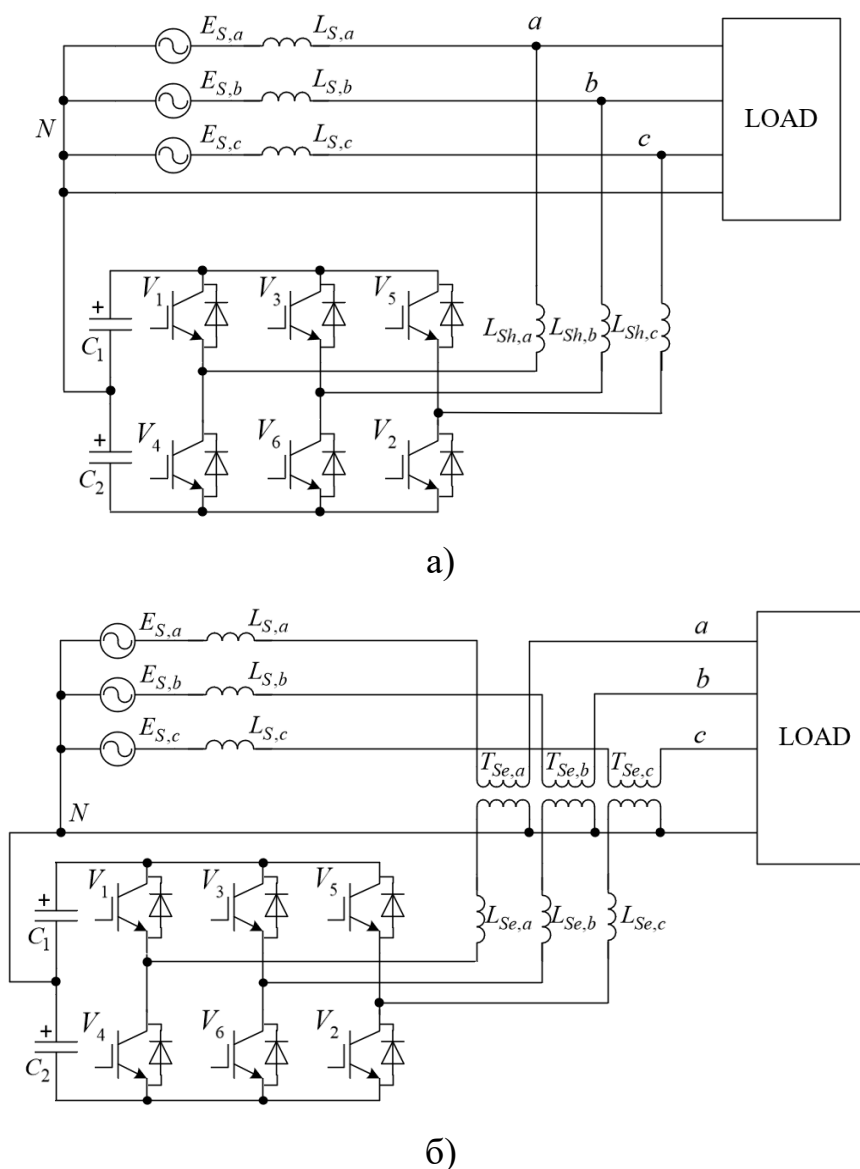 E_{S,a} L_{S,a} a
E_{S,b} L_{S,b} b
N
E_{S,c} L_{S,c} c
LOAD
V_1 V_3 V_5
+
C_1
L_{Sh,a} L_{Sh,b} L_{Sh,c}
V_4 V_6 V_2
+
C_2
а)
E_{S,a} L_{S,a} a
E_{S,b} L_{S,b} b
E_{S,c} L_{S,c} c
LOAD
T_{Se,a} T_{Se,b} T_{Se,c}
N
V_1 V_3 V_5
+
C_1
L_{Se,a} L_{Se,b} L_{Se,c}
V_4 V_6 V_2
+
C_2
б)